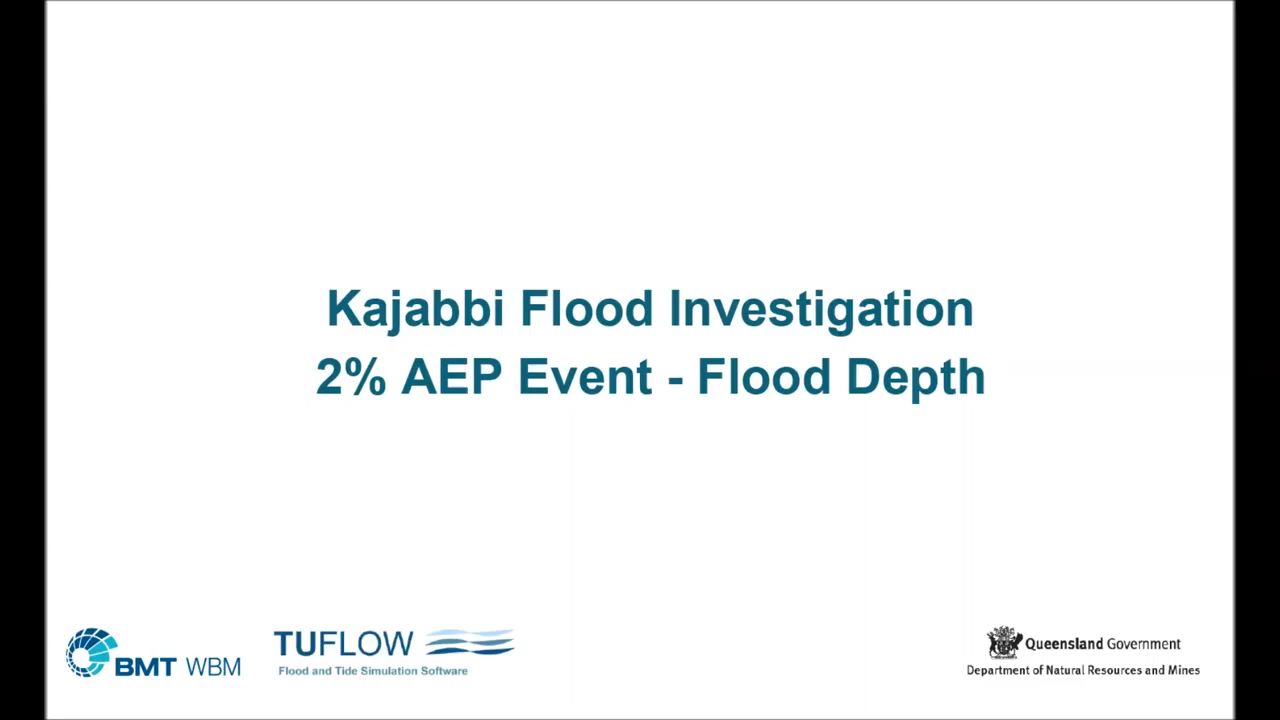 Kajabbi Flood Investigation
2% AEP Event - Flood Depth
BMT WBM
TUFLOW
Flood and Tide Simulation Software
Queensland Government
Department of Natural Resources and Mines